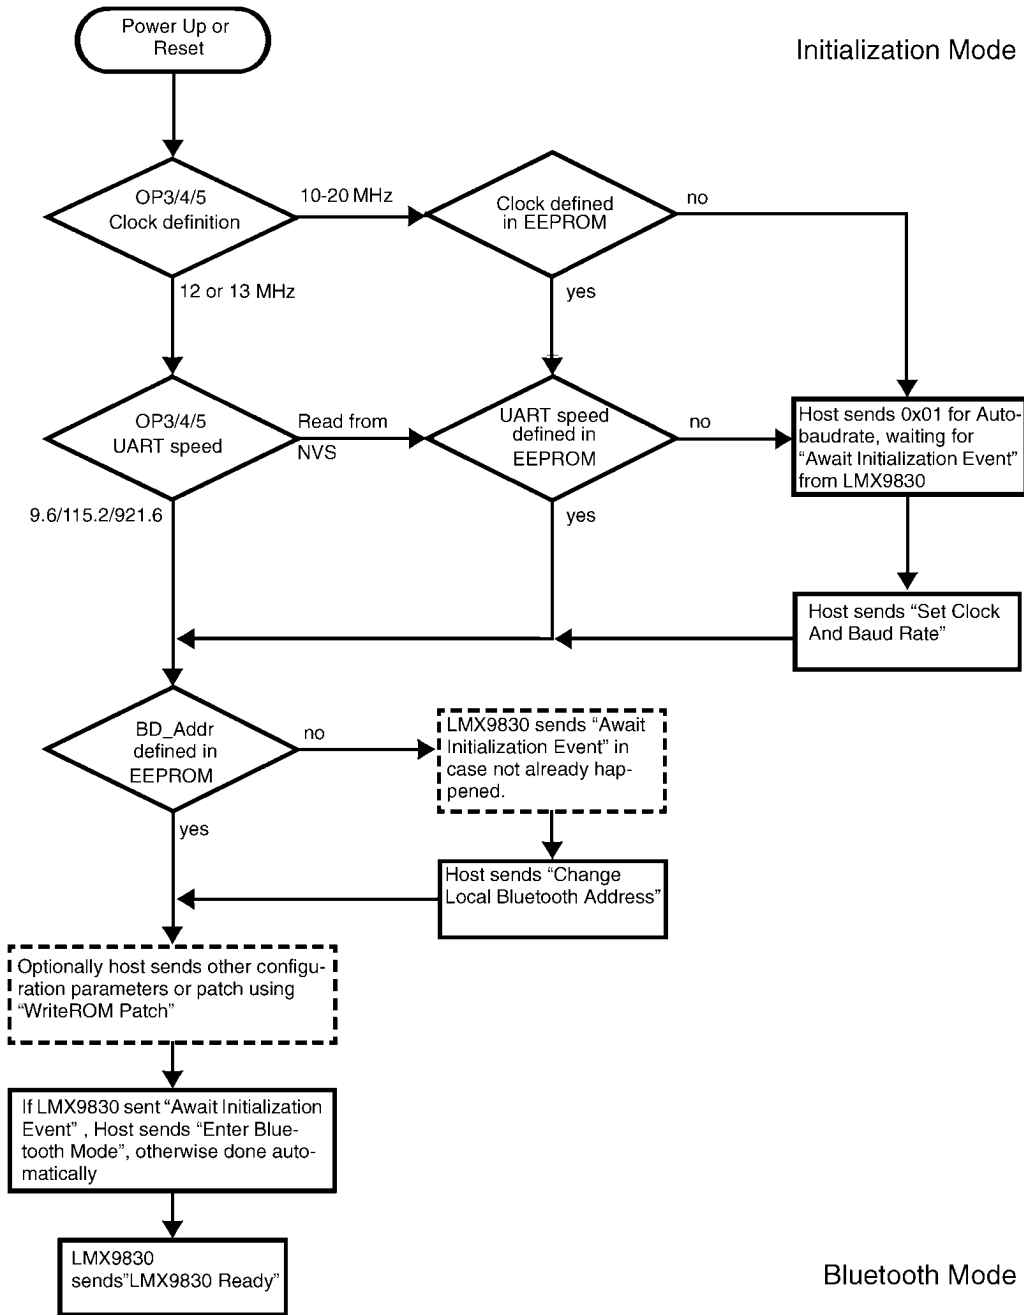 Power Up or
Reset
Initialization Mode
OP3/4/5
Clock definition
10-20 MHz
Clock defined
in EEPROM
no
12 or 13 MHz
yes
OP3/4/5
UART speed
Read from
NVS
UART speed
defined in
EEPROM
no
Host sends 0x01 for Auto-
baudrate, waiting for
“Await Initialization Event”
from LMX9830
9.6/115.2/921.6
yes
Host sends “Set Clock
And Baud Rate”
BD_Addr
defined in
EEPROM
no
LMX9830 sends “Await
Initialization Event” in
case not already hap-
pened.
yes
Host sends “Change
Local Bluetooth Address”
Optionally host sends other configu-
ration parameters or patch using
“WriteROM Patch”
If LMX9830 sent “Await Initialization
Event” , Host sends “Enter Blue-
tooth Mode”, otherwise done auto-
matically
LMX9830
sends”LMX9830 Ready”
Bluetooth Mode